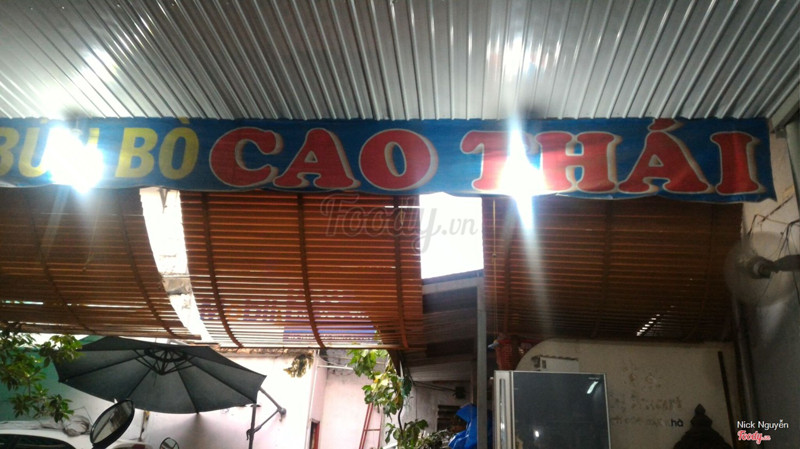 BÚN BÒ CAO THÁI
Foody.vn
Nick Nguyễn
Foody.vn